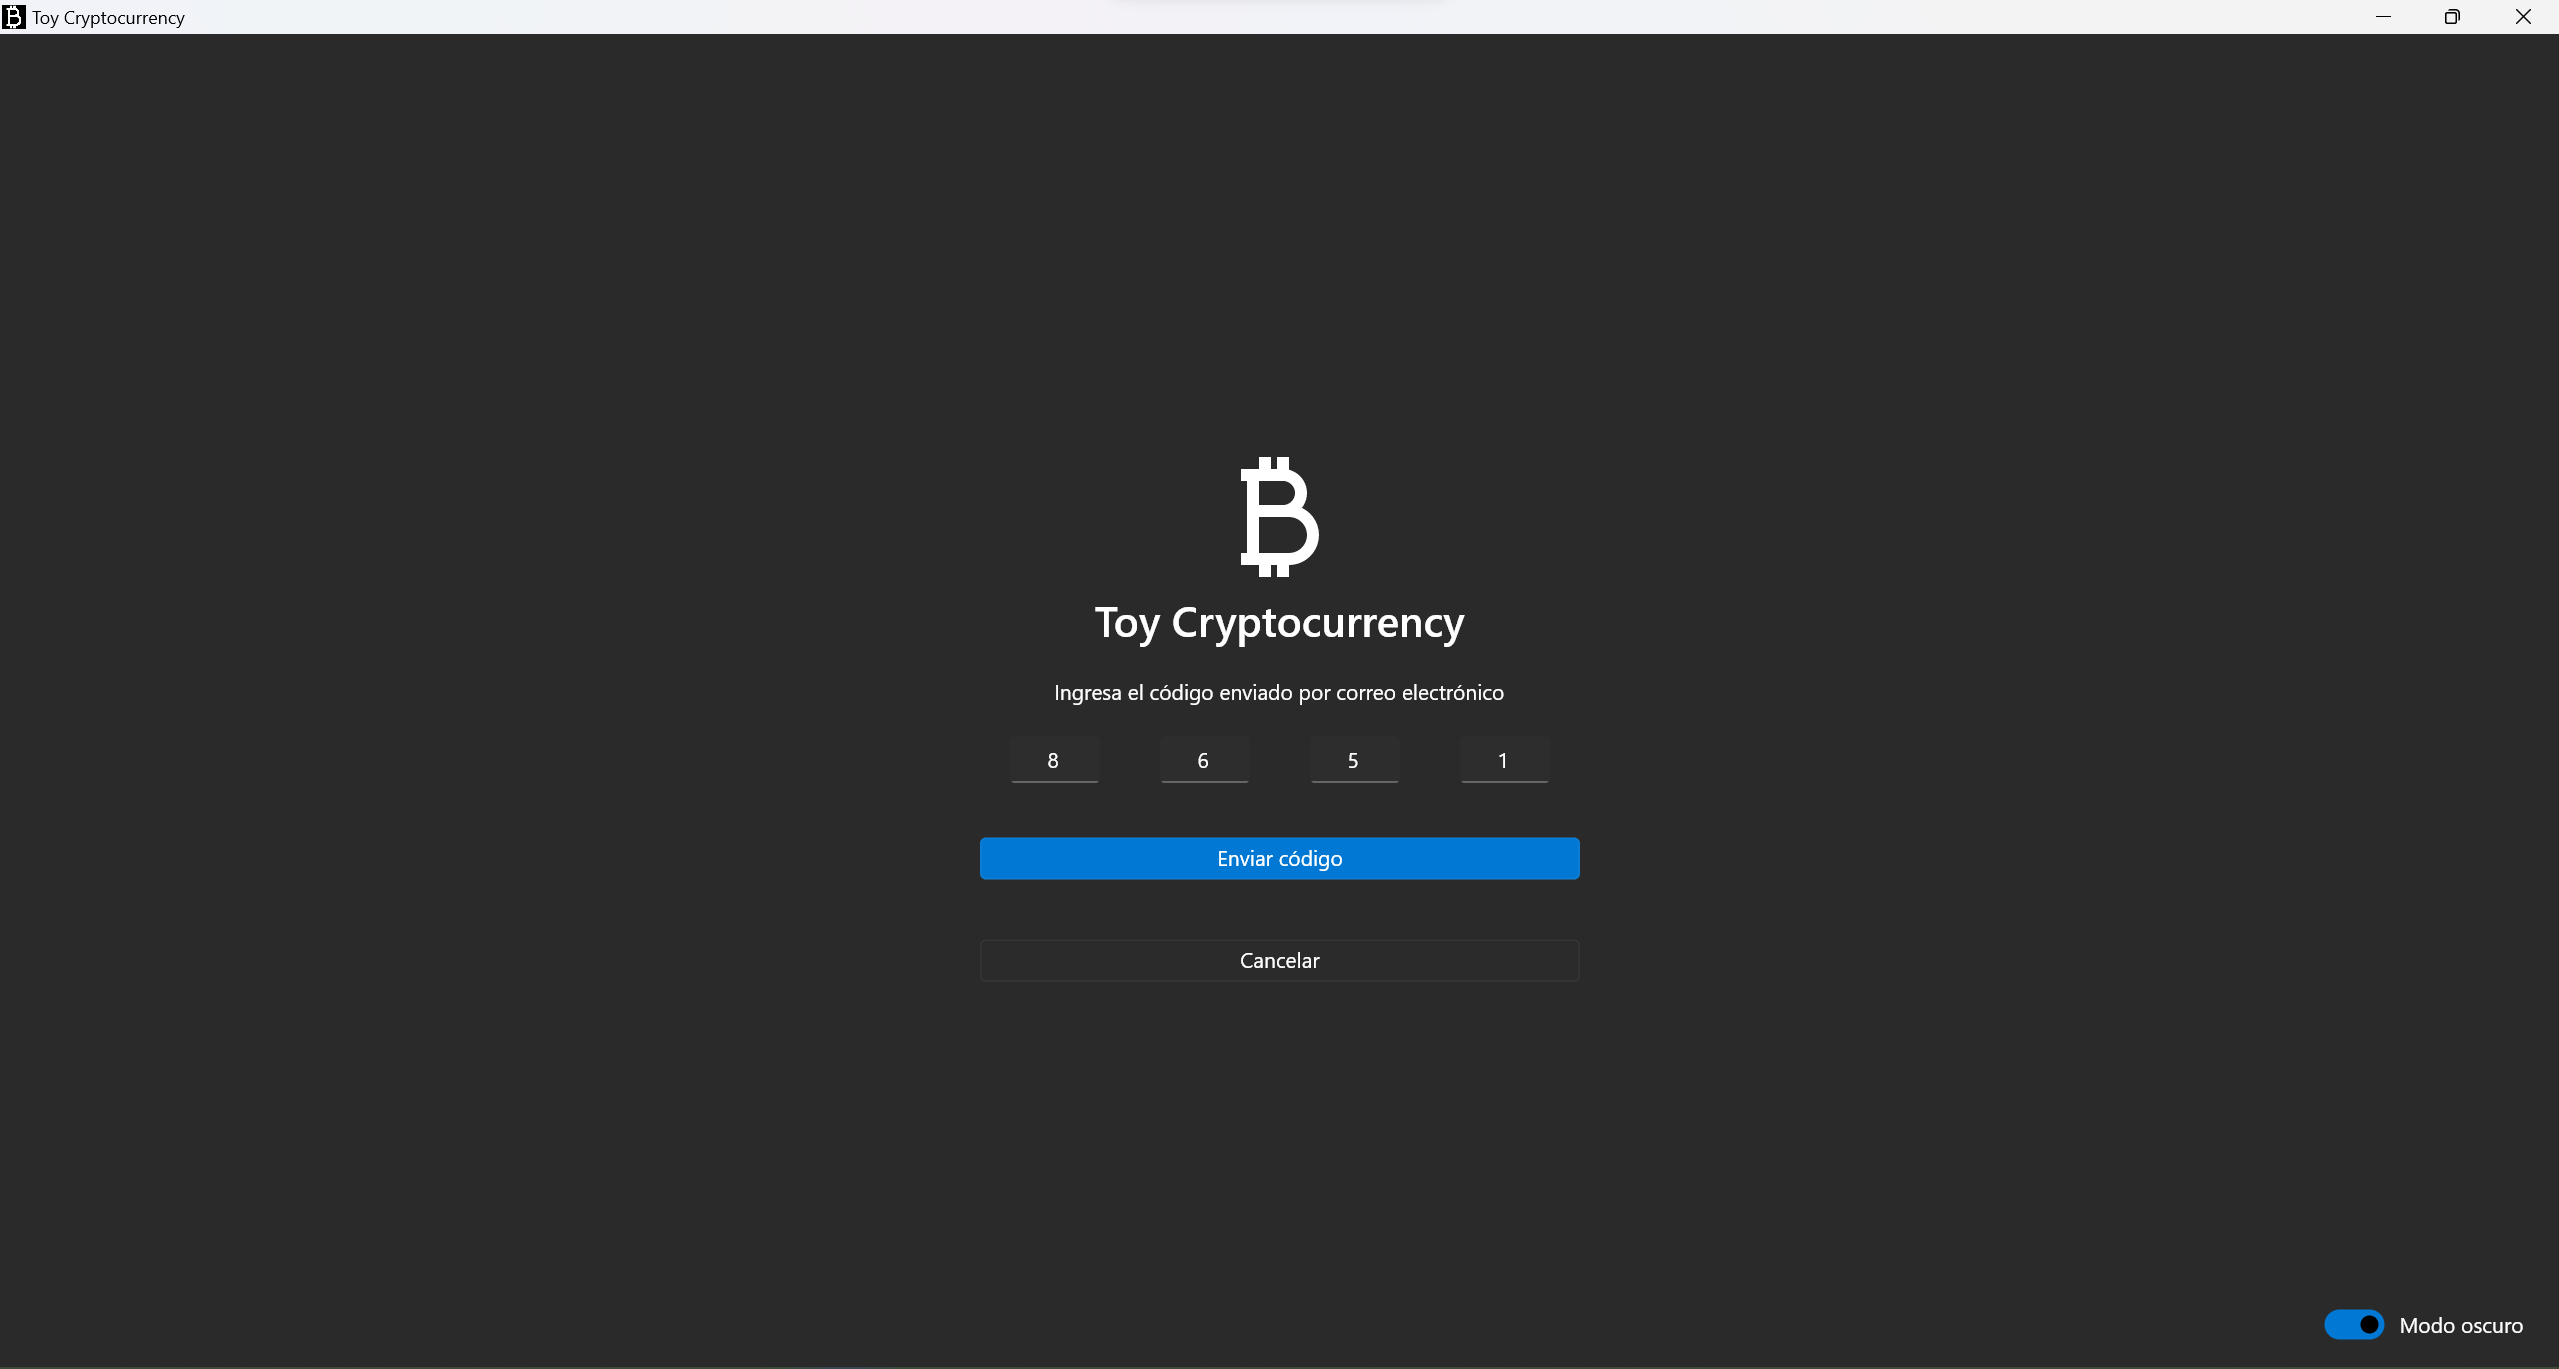 Toy Cryptocurrency
Toy Cryptocurrency
Ingresa el código enviado por correo electrónico
8 6 5 1
Enviar código
Cancelar
Modo oscuro